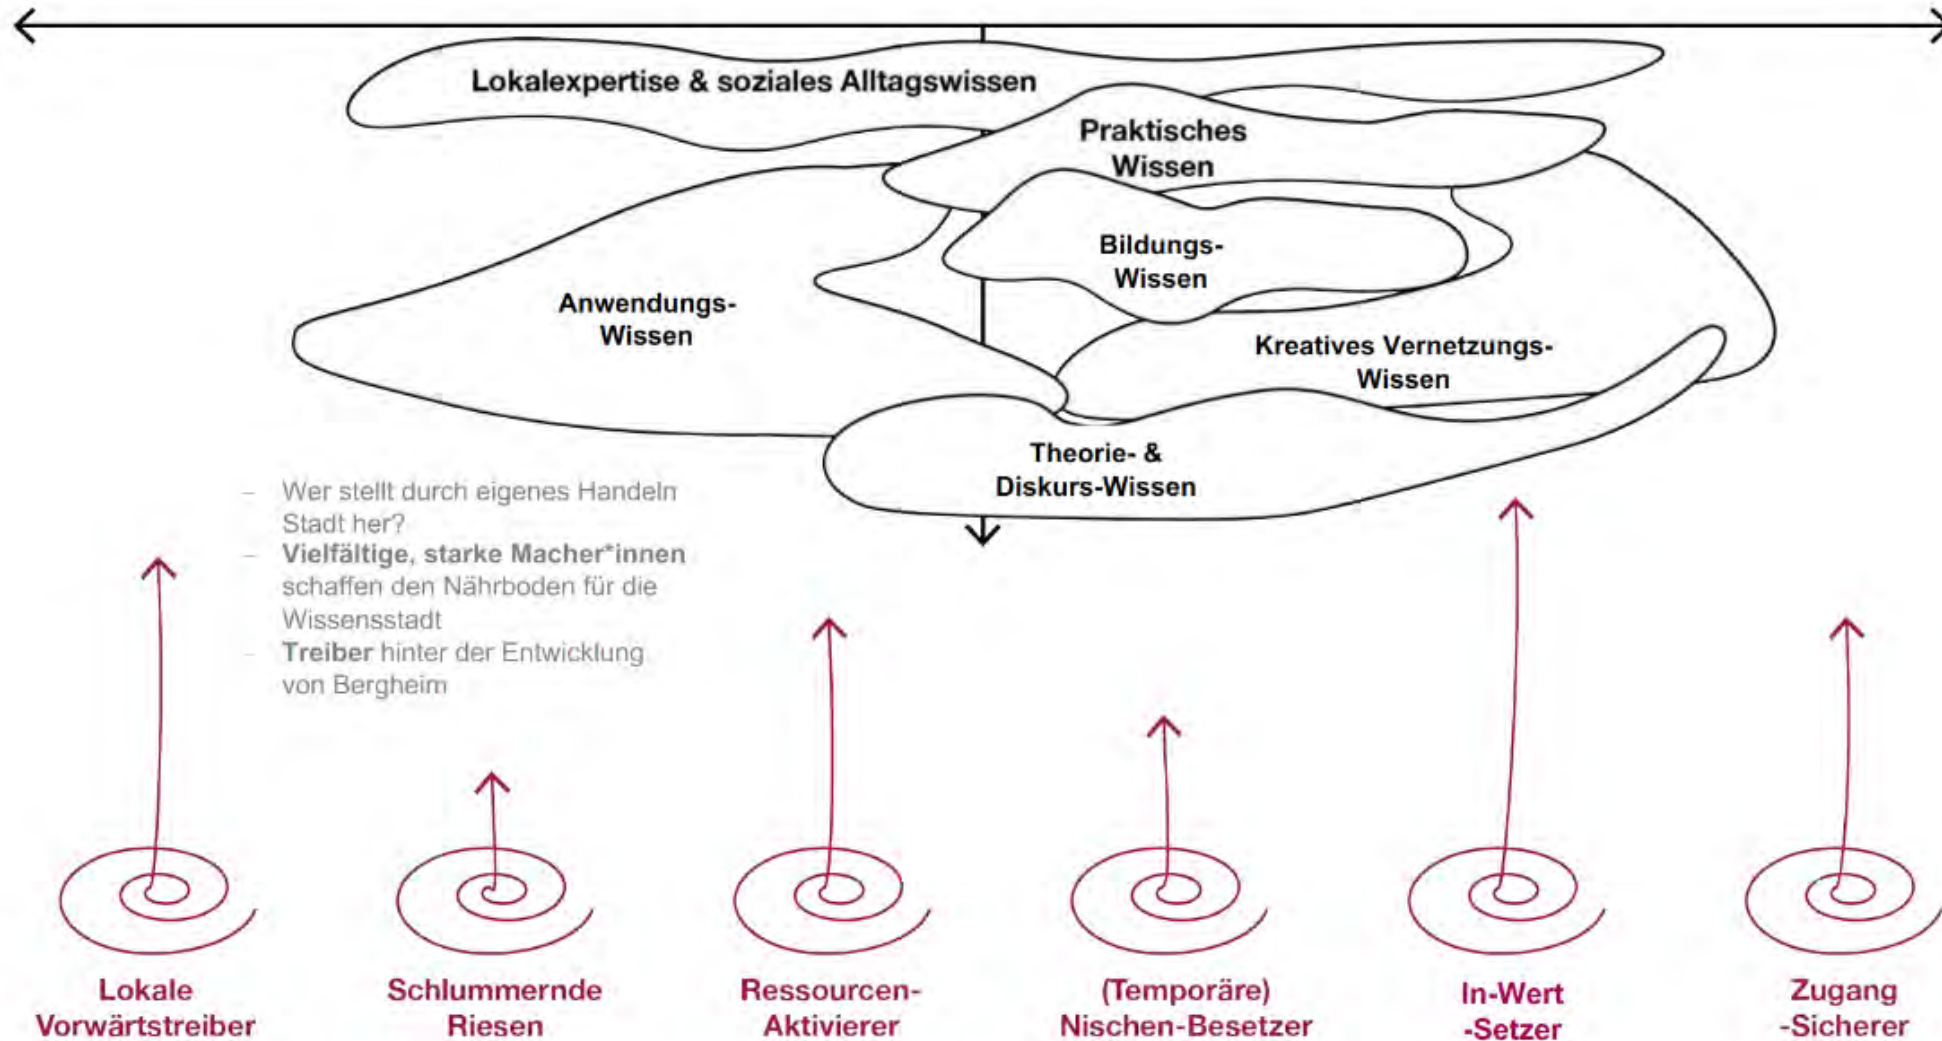 Lokalexpertise & soziales Alltagswissen
Praktisches
Wissen
Bildungs-
Wissen
Anwendungs-
Wissen
Kreatives Vernetzungs-
Wissen
Theorie- &
Diskurs-Wissen
– Wer stellt durch eigenes Handeln
Stadt her?
– Vielfältige, starke Macher*innen
schaffen den Nährboden für die
Wissensstadt
– Treiber hinter der Entwicklung
von Bergheim
Lokale
Vorwärtstreiber
Schlummernde
Riesen
Ressourcen-
Aktivierer
(Temporäre)
Nischen-Besetzer
In-Wert
-Setzer
Zugang
-Sicherer